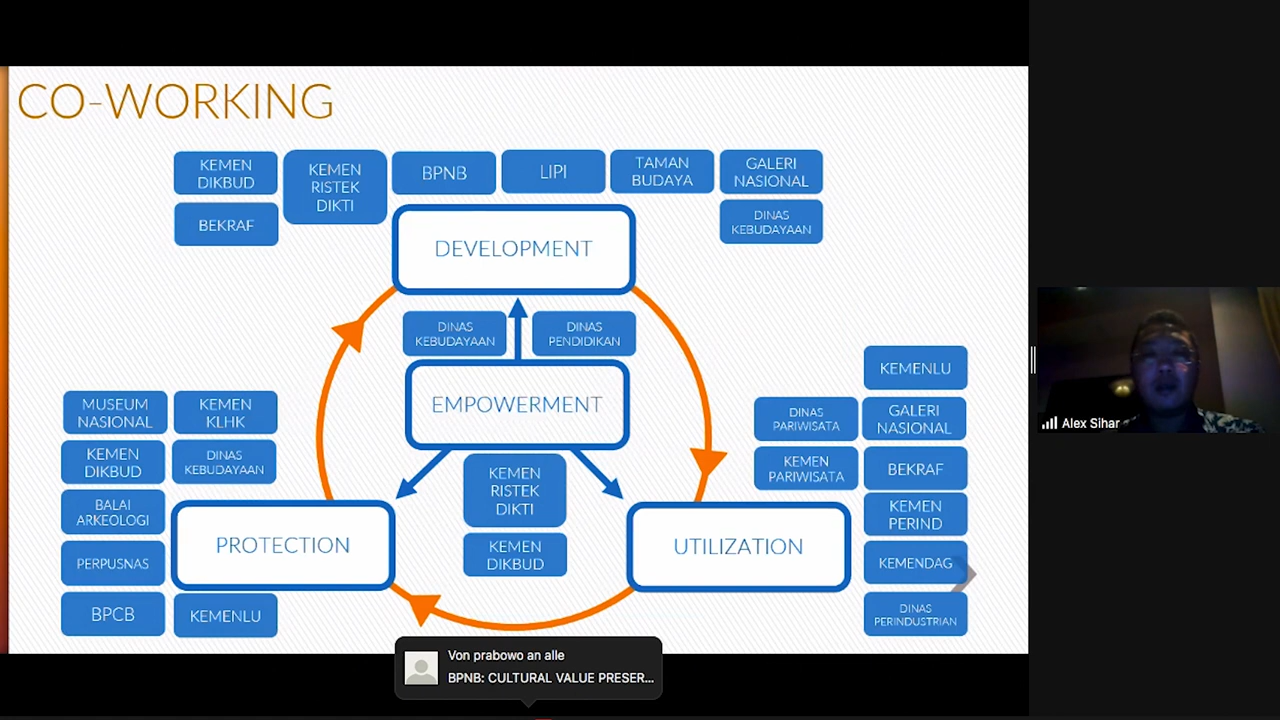 CO-WORKING
KEMEN
DIKBUD
KEMEN
RISTEK
DIKTI
BPNB
LIPI
TAMAN
BUDAYA
GALERI
NASIONAL
BEKRAF
DINAS
KEBUDAYAAN
DEVELOPMENT
DINAS
KEBUDAYAAN
DINAS
PENDIDIKAN
EMPOWERMENT
MUSEUM
NASIONAL
KEMEN
KLHK
KEMEN
DIKBUD
DINAS
KEBUDAYAAN
BALAI
ARKEOLOGI
PERPUSNAS
BPCB
KEMENLU
PROTECTION
KEMEN
RISTEK
DIKTI
KEMEN
DIKBUD
UTILIZATION
KEMENLU
DINAS
PARIWISATA
GALERI
NASIONAL
KEMEN
PARIWISATA
BEKRAF
KEMEN
PERIND
KEMENDAG
DINAS
PERINDUSTRIAN
Von prabowo an alle
BPNB: CULTURAL VALUE PRESER...
Alex Sihar